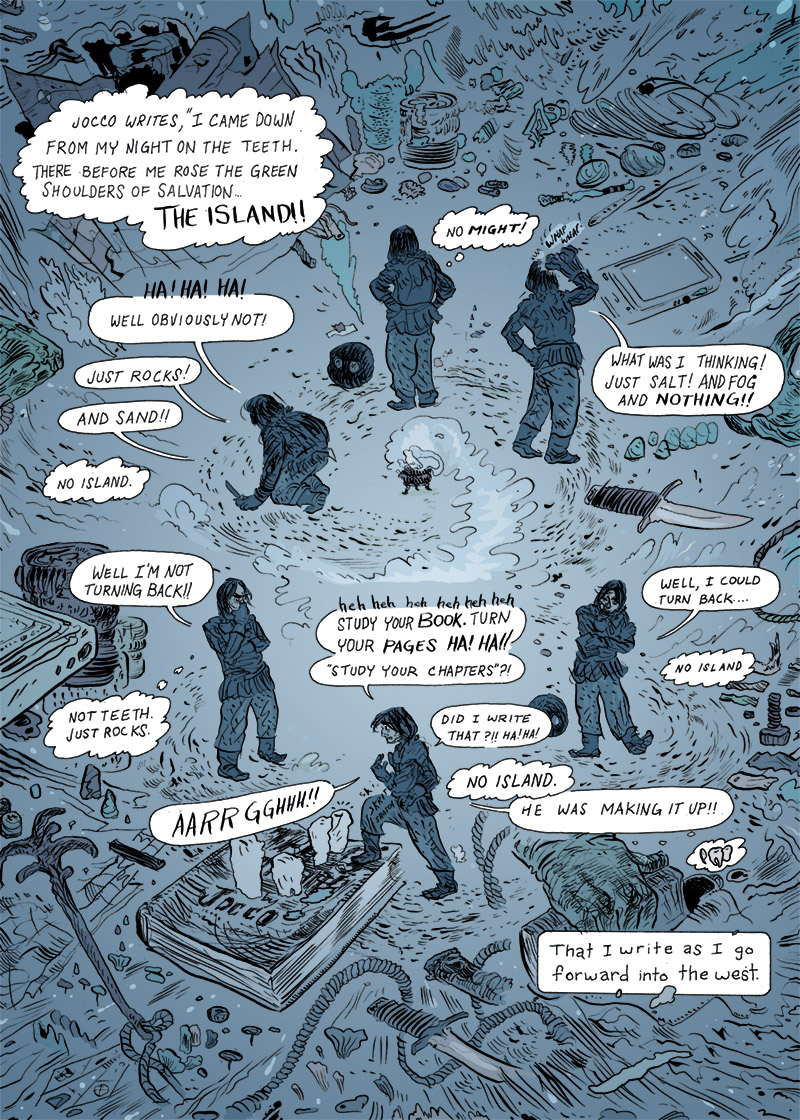 JOCCO WRITES, "I CAME DOWN
FROM MY NIGHT ON THE TEETH.
THERE BEFORE ME ROSE THE GREEN
SHOULDERS OF SALVATION...
THE ISLAND!!
NO MIGHT!
WHAT
WHAT
HA! HA! HA!
WELL OBVIOUSLY NOT!
JUST ROCKS!
AND SAND!!
NO ISLAND.
WHAT WAS I THINKING!
JUST SALT! AND FOG
AND NOTHING!!
WELL I'M NOT
TURNING BACK!!
NOT TEETH.
JUST ROCKS.
heh heh heh heh heh heh
STUDY YOUR BOOK. TURN
YOUR PAGES HA! HA!!
"STUDY YOUR CHAPTERS"?!
WELL, I COULD
TURN BACK....
NO ISLAND
DID I WRITE
THAT?!! HA! HA!
AARRGGHHH!!
NO ISLAND.
HE WAS MAKING IT UP!!
JOCCO
That I write as I go
forward into the west.